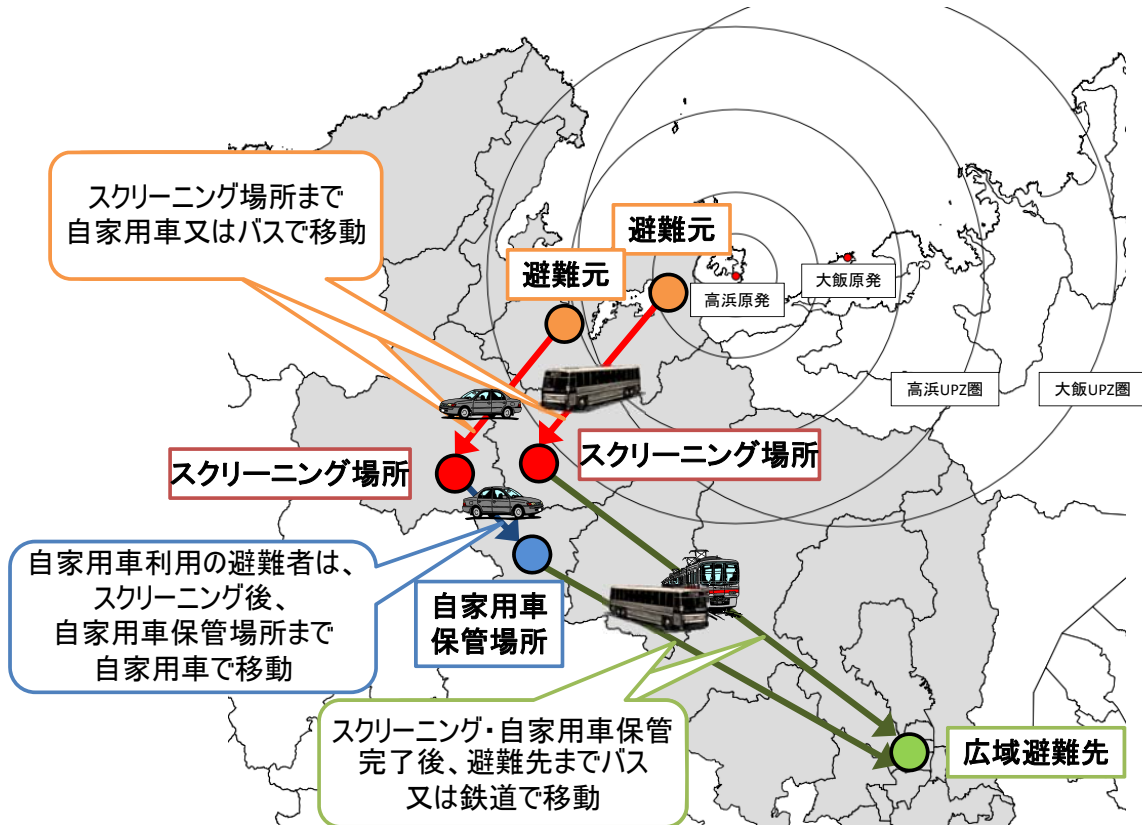 スクリーニング場所まで
自家用車又はバスで移動
避難元
避難元
高浜原発
大飯原発
高浜UPZ圏
大飯UPZ圏
スクリーニング場所
スクリーニング場所
自家用車利用の避難者は、
スクリーニング後、
自家用車保管場所まで
自家用車で移動
自家用車
保管場所
スクリーニング・自家用車保管
完了後、避難先までバス
又は鉄道で移動
広域避難先